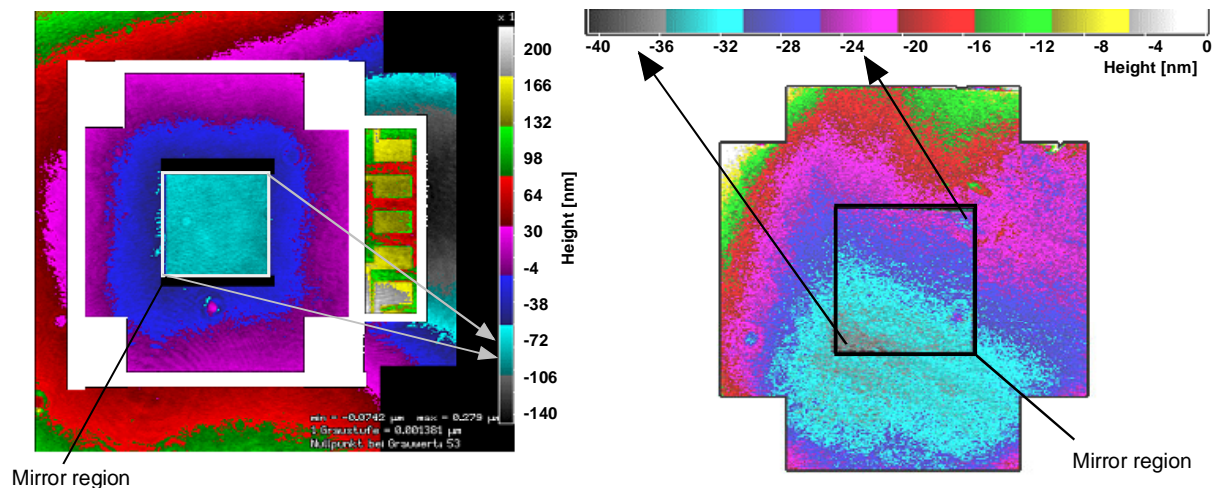 x 1
200
166
132
98
64
30
-4
-38
-72
-106
-140
Height [nm]
min = -0.0742 µm max = 0.279 µm
1 Graustufe = 0.001381 µm
Nullpunkt bei Grauwert: 53
Mirror region
-40 -36 -32 -28 -24 -20 -16 -12 -8 -4 0
Height [nm]
Mirror region